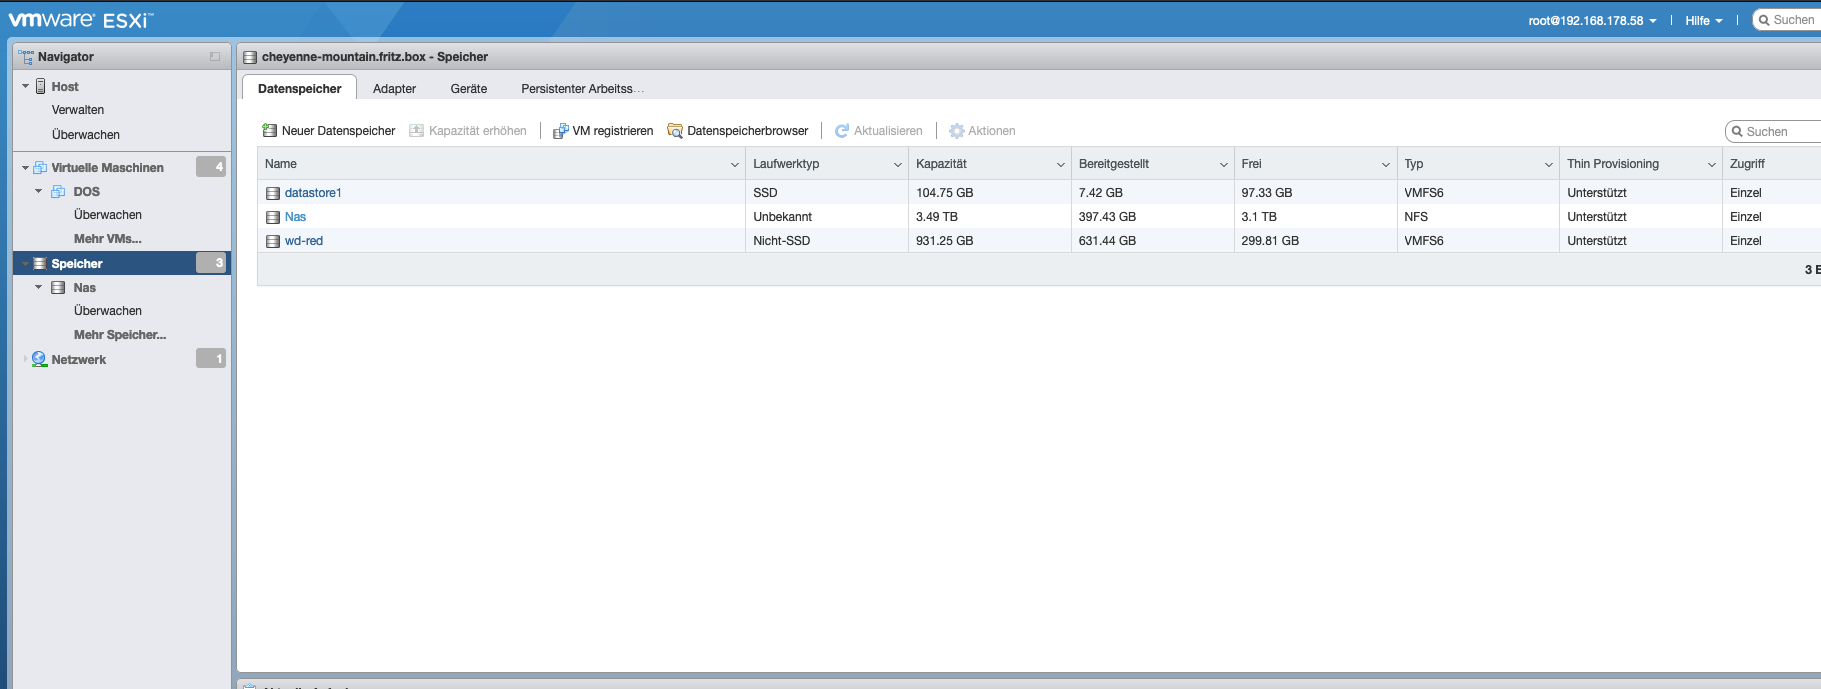 vmware ESXi™
root@192.168.178.58 | Hilfe | Suchen
Navigator
Host
Verwalten
Überwachen
Virtuelle Maschinen 4
DOS
Überwachen
Mehr VMs...
Speicher 3
Nas
Überwachen
Mehr Speicher...
Netzwerk 1
cheyenne-mountain.fritz.box - Speicher
Datenspeicher Adapter Geräte Persistenter Arbeitss...
Neuer Datenspeicher Kapazität erhöhen | VM registrieren Datenspeicherbrowser | Aktualisieren | Aktionen
Suchen
Name Laufwerktyp Kapazität Bereitgestellt Frei Typ Thin Provisioning Zugriff
datastore1 SSD 104.75 GB 7.42 GB 97.33 GB VMFS6 Unterstützt Einzel
Nas Unbekannt 3.49 TB 397.43 GB 3.1 TB NFS Unterstützt Einzel
wd-red Nicht-SSD 931.25 GB 631.44 GB 299.81 GB VMFS6 Unterstützt Einzel
3 E